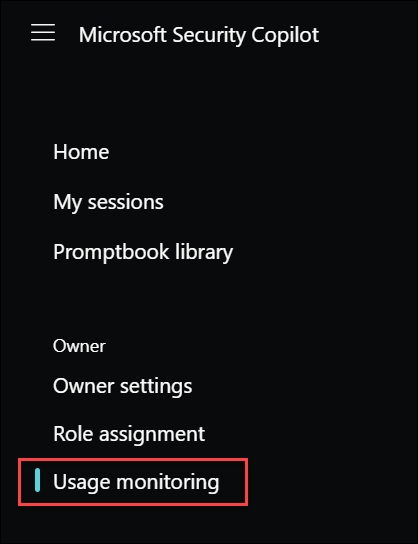 Microsoft Security Copilot
Home
My sessions
Promptbook library
Owner
Owner settings
Role assignment
Usage monitoring